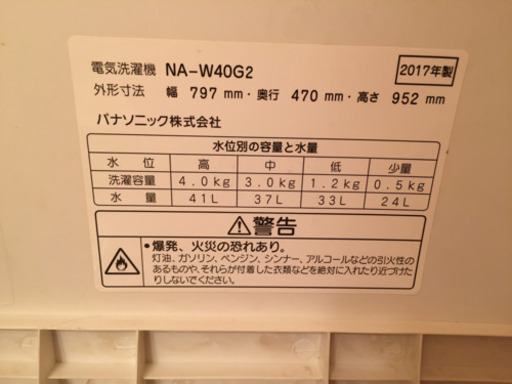 電気洗濯機 NA-W40G2 2017年製
外形寸法 幅 797 mm・奥行 470 mm・高さ 952 mm
パナソニック株式会社
水位別の容量と水量
水位 高 中 低 少量
洗濯容量 4.0kg 3.0kg 1.2kg 0.5kg
水量 41L 37L 33L 24L
警告
・爆発、火災の恐れあり。
灯油、ガソリン、ベンジン、シンナー、アルコールなどの引火性の
あるものや、それらが付着した衣類などを絶対に入れたり近づけた
りしないでください。